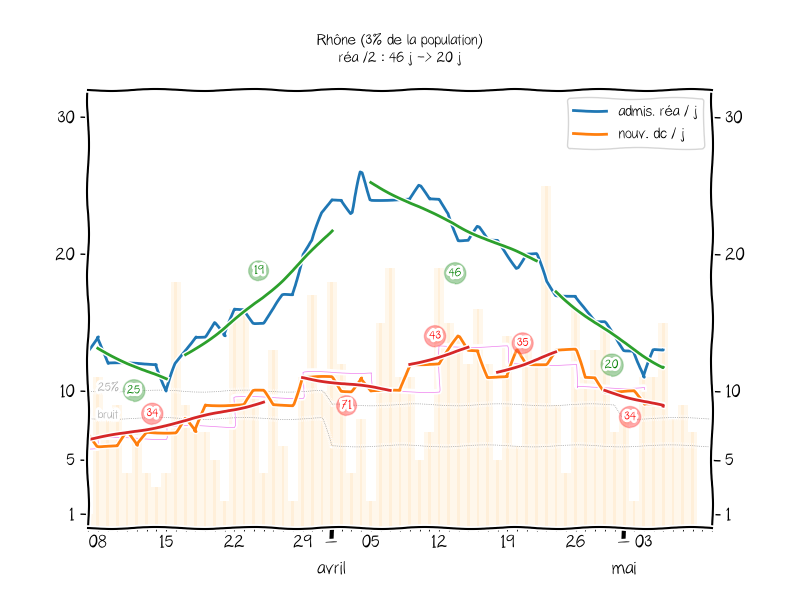 Rhône (3% de la population)
réa /2 : 46 j -> 20 j
admis. réa / j
nouv. dc / j
30
30
20
20
10
10
5
5
1
1
25%
bruit
19
46
25
34
43
35
71
20
34
08 15 22 29 05 12 19 26 03
avril mai